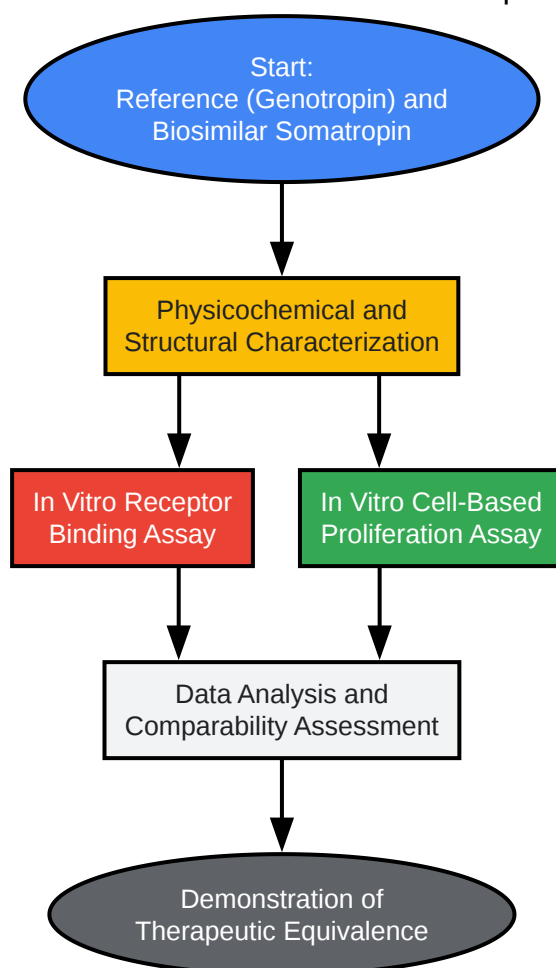 Start:
Reference (Genotropin) and
Biosimilar Somatropin
Physicochemical and
Structural Characterization
In Vitro Receptor
Binding Assay
In Vitro Cell-Based
Proliferation Assay
Data Analysis and
Comparability Assessment
Demonstration of
Therapeutic Equivalence